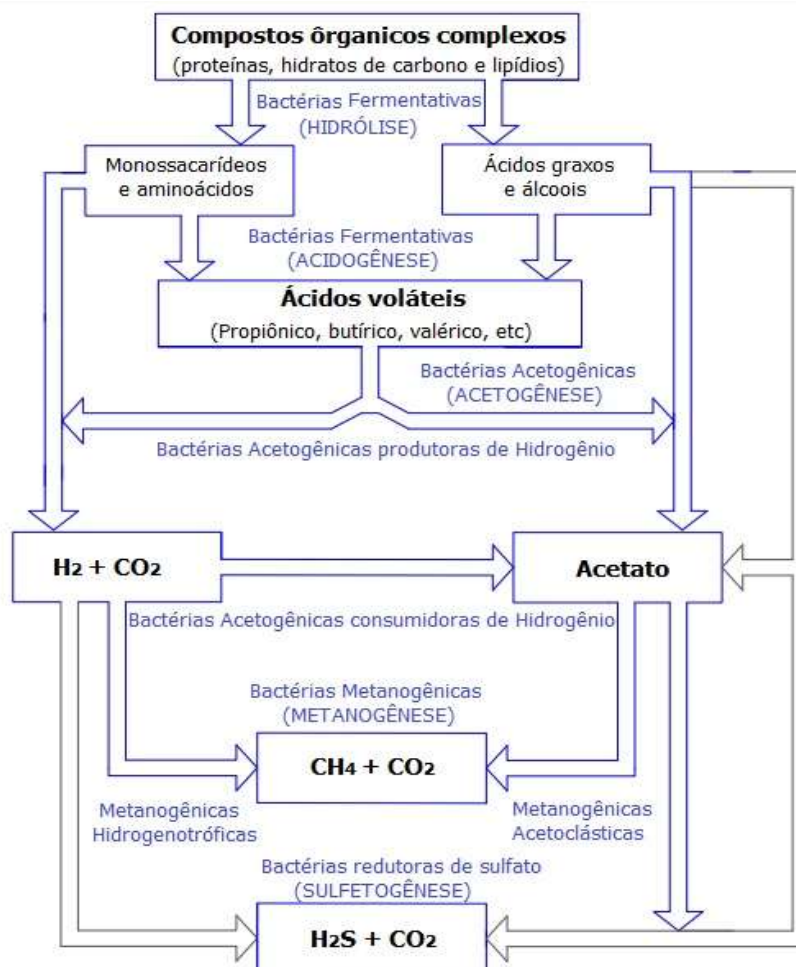 Compostos ôrganicos complexos
(proteínas, hidratos de carbono e lipídios)
Bactérias Fermentativas
(HIDRÓLISE)
Monossacarídeos
e aminoácidos
Ácidos graxos
e álcoois
Bactérias Fermentativas
(ACIDOGÊNESE)
Ácidos voláteis
(Propiônico, butírico, valérico, etc)
Bactérias Acetogênicas
(ACETOGÊNESE)
Bactérias Acetogênicas produtoras de Hidrogênio
H2 + CO2
Acetato
Bactérias Acetogênicas consumidoras de Hidrogênio
Bactérias Metanogênicas
(METANOGÊNESE)
CH4 + CO2
Metanogênicas
Hidrogenotróficas
Metanogênicas
Acetoclásticas
Bactérias redutoras de sulfato
(SULFETOGÊNESE)
H2S + CO2